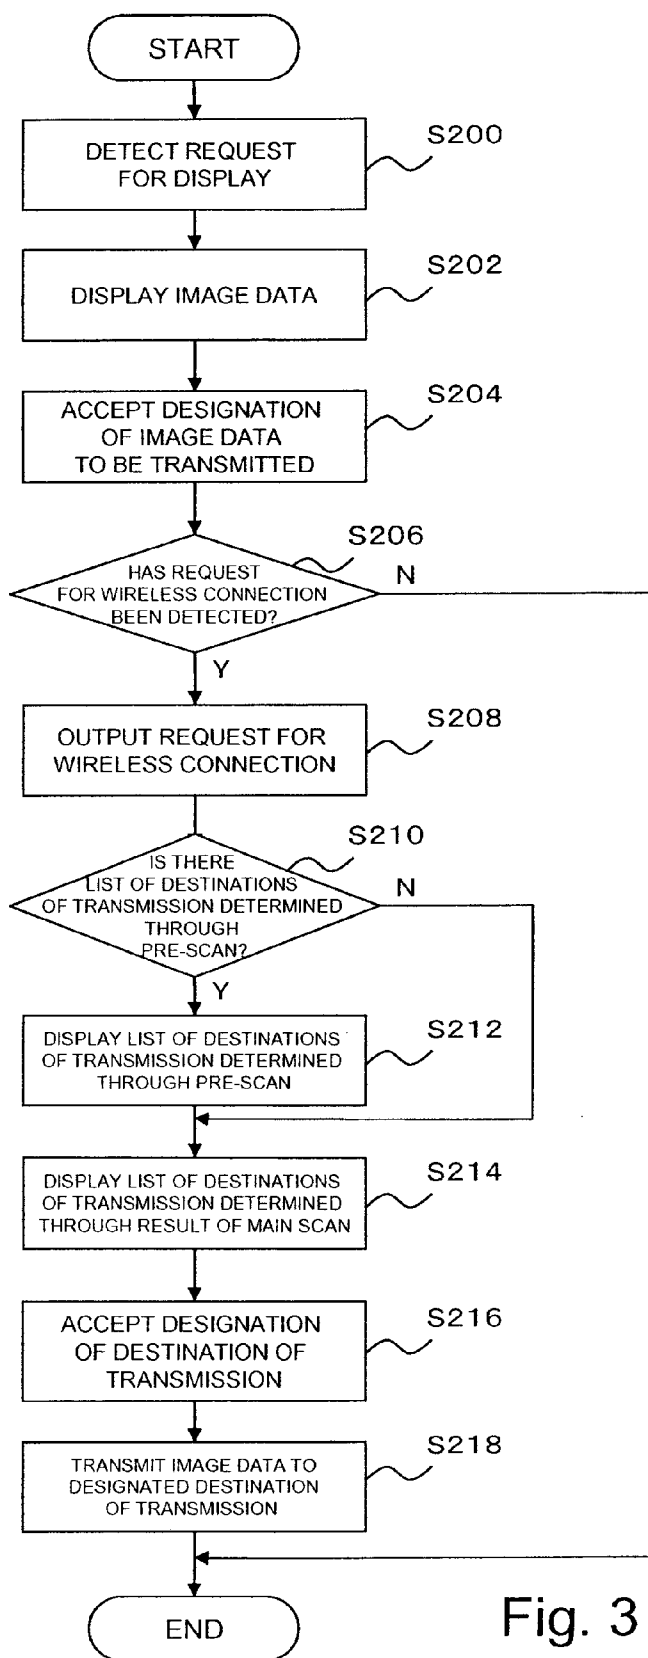 START
DETECT REQUEST
FOR DISPLAY
S200
DISPLAY IMAGE DATA
S202
ACCEPT DESIGNATION
OF IMAGE DATA
TO BE TRANSMITTED
S204
HAS REQUEST
FOR WIRELESS CONNECTION
BEEN DETECTED?
S206
N
Y
OUTPUT REQUEST FOR
WIRELESS CONNECTION
S208
IS THERE
LIST OF DESTINATIONS
OF TRANSMISSION DETERMINED
THROUGH
PRE-SCAN?
S210
N
Y
DISPLAY LIST OF DESTINATIONS
OF TRANSMISSION DETERMINED
THROUGH PRE-SCAN
S212
DISPLAY LIST OF DESTINATIONS
OF TRANSMISSION DETERMINED
THROUGH RESULT OF MAIN SCAN
S214
ACCEPT DESIGNATION
OF DESTINATION OF
TRANSMISSION
S216
TRANSMIT IMAGE DATA TO
DESIGNATED DESTINATION
OF TRANSMISSION
S218
END
Fig. 3